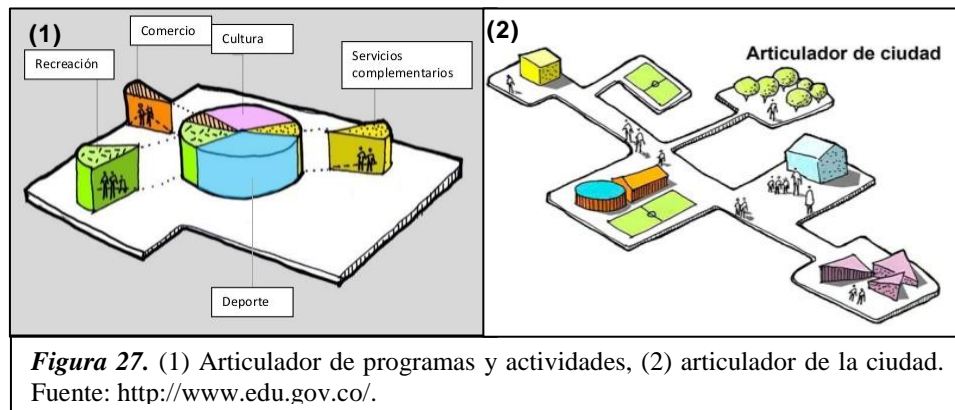 (1)
Comercio
Cultura
Recreación
Servicios
complementarios
Deporte
(2)
Articulador de ciudad
Figura 27. (1) Articulador de programas y actividades, (2) articulador de la ciudad.
Fuente: http://www.edu.gov.co/.